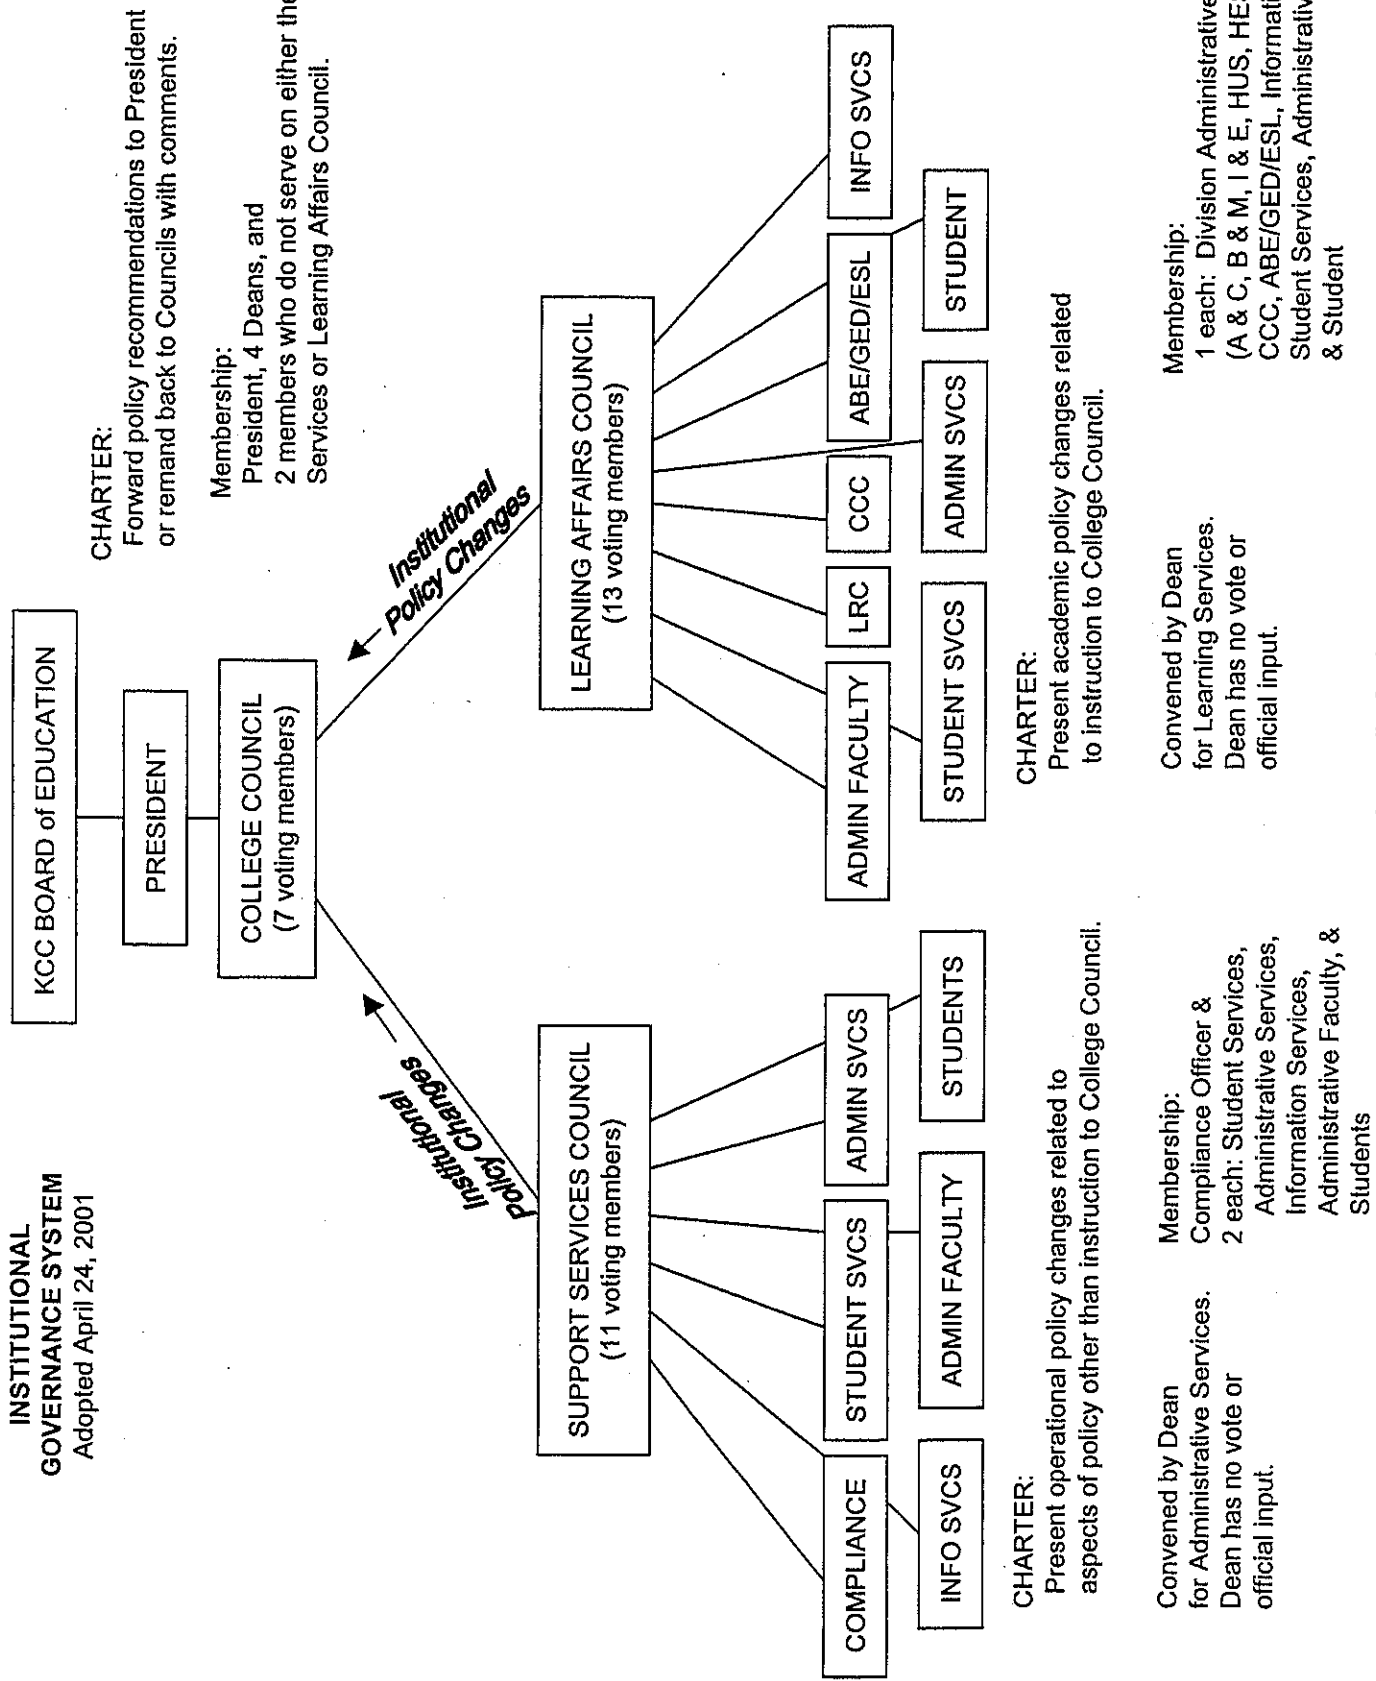 INSTITUTIONAL
GOVERNANCE SYSTEM
Adopted April 24, 2001
KCC BOARD of EDUCATION
PRESIDENT
COLLEGE COUNCIL
(7 voting members)
CHARTER:
Forward policy recommendations to President
or remand back to Councils with comments.
Membership:
President, 4 Deans, and
2 members who do not serve on either the
Services or Learning Affairs Council.
Institutional
Policy Changes
Institutional
Policy Changes
SUPPORT SERVICES COUNCIL
(11 voting members)
COMPLIANCE
STUDENT SVCS
ADMIN SVCS
INFO SVCS
ADMIN FACULTY
STUDENTS
CHARTER:
Present operational policy changes related to
aspects of policy other than instruction to College Council.
Convened by Dean
for Administrative Services.
Dean has no vote or
official input.
Membership:
Compliance Officer &
2 each: Student Services,
Administrative Services,
Information Services,
Administrative Faculty, &
Students
LEARNING AFFAIRS COUNCIL
(13 voting members)
ADMIN FACULTY
LRC
CCC
ABE/GED/ESL
INFO SVCS
STUDENT SVCS
ADMIN SVCS
STUDENT
CHARTER:
Present academic policy changes related
to instruction to College Council.
Convened by Dean
for Learning Services.
Dean has no vote or
official input.
Membership:
1 each: Division Administrative
(A & C, B & M, I & E, HUS,
CCC, ABE/GED/ESL,
Student Services,
& Student